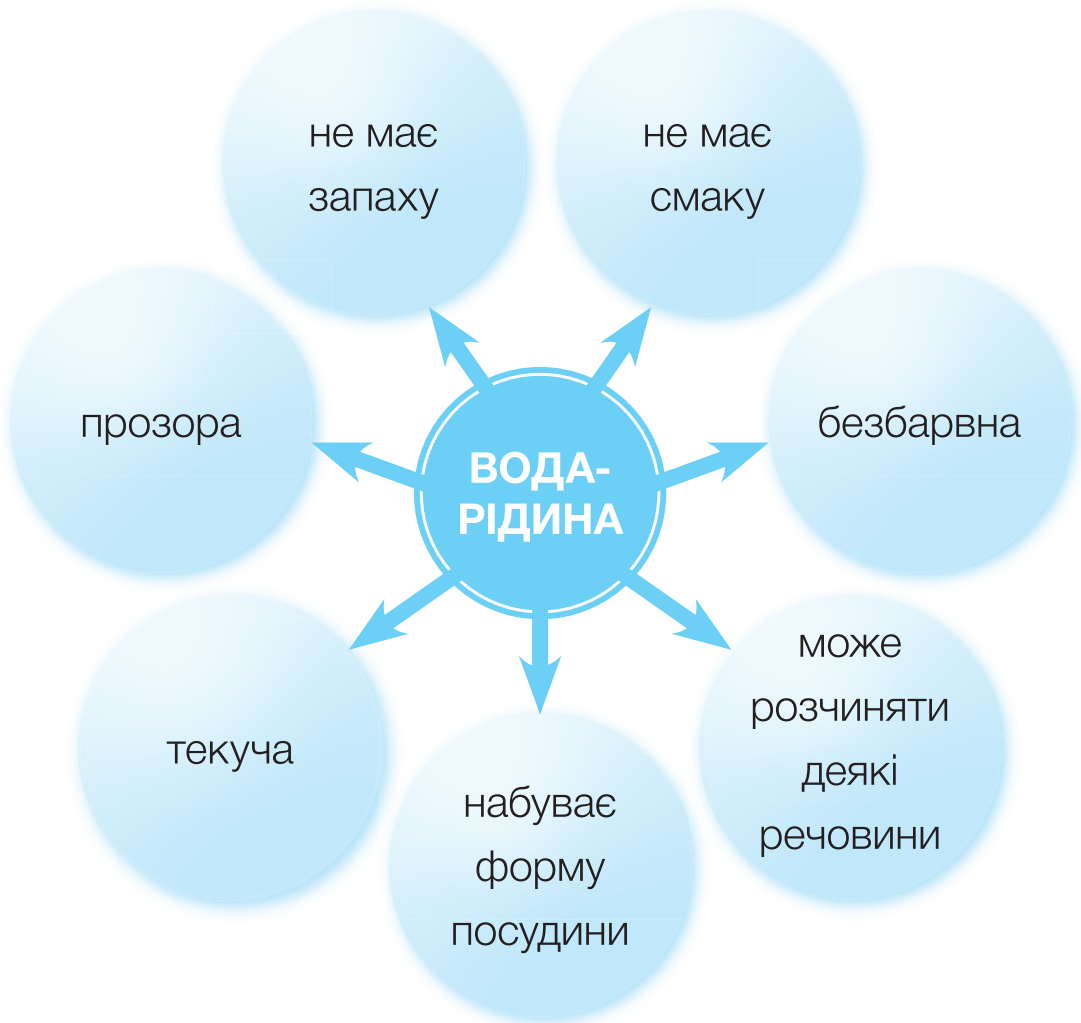 не має
запаху
не має
смаку
прозора
безбарвна
ВОДА-
РІДИНА
текуча
може
розчиняти
деякі
речовини
набуває
форму
посудини